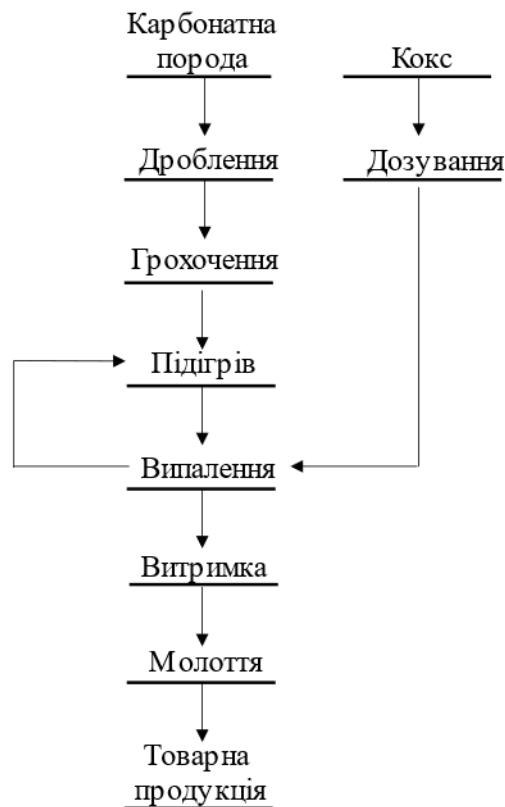 Карбонатна
порода
Кокс
Дроблення
Дозування
Грохочення
Підігрів
Випалення
Витримка
Молоття
Товарна
продукція